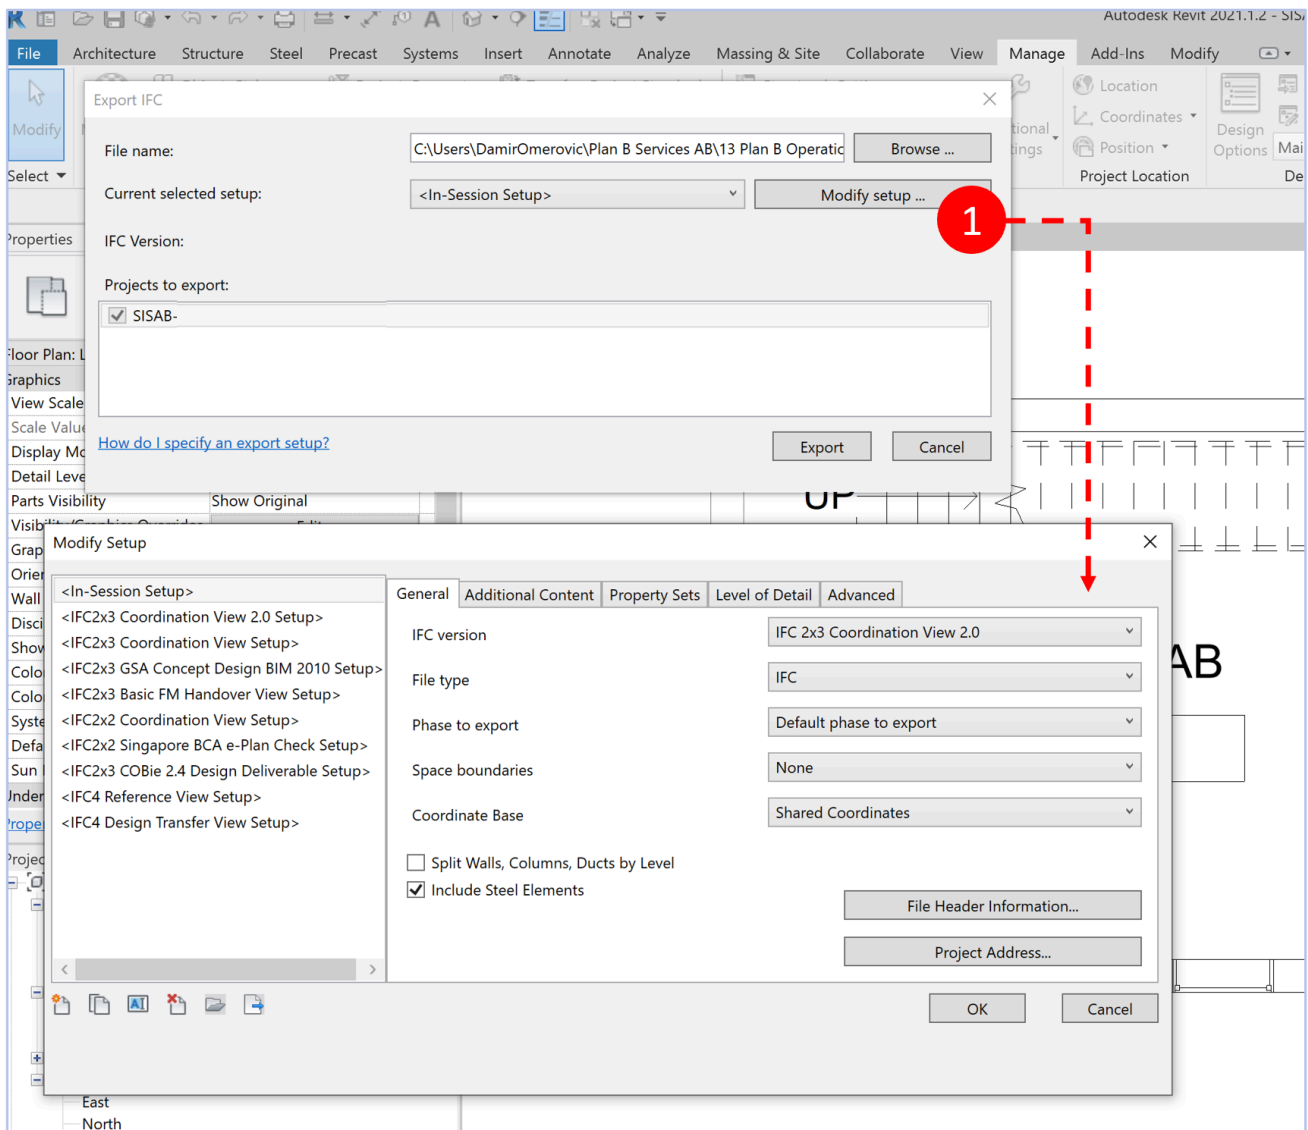 Autodesk Revit 2021.1.2 - SIS
File Architecture Structure Steel Precast Systems Insert Annotate Analyze Massing & Site Collaborate View Manage Add-Ins Modify
Export IFC
Location
Modify
Coordinates
Design
Position
Options
Select
Project Location
File name:
C:\Users\DamirOmerovic\Plan B Services AB\13 Plan B Operatic
Browse ...
Current selected setup:
<In-Session Setup>
Modify setup ...
1
Properties
IFC Version:
Projects to export:
SISAB-
Floor Plan: L
Graphics
View Scale
Scale Value
How do I specify an export setup?
Export
Cancel
Display Mo
Detail Leve
Parts Visibility
Show Original
UP
Modify Setup
<In-Session Setup>
<IFC2x3 Coordination View 2.0 Setup>
<IFC2x3 Coordination View Setup>
<IFC2x3 GSA Concept Design BIM 2010 Setup>
<IFC2x3 Basic FM Handover View Setup>
<IFC2x2 Coordination View Setup>
<IFC2x2 Singapore BCA e-Plan Check Setup>
<IFC2x3 COBie 2.4 Design Deliverable Setup>
<IFC4 Reference View Setup>
<IFC4 Design Transfer View Setup>
General Additional Content Property Sets Level of Detail Advanced
IFC version
IFC 2x3 Coordination View 2.0
File type
IFC
Phase to export
Default phase to export
Space boundaries
None
Coordinate Base
Shared Coordinates
Split Walls, Columns, Ducts by Level
Include Steel Elements
File Header Information...
Project Address...
OK
Cancel
AB
East
North